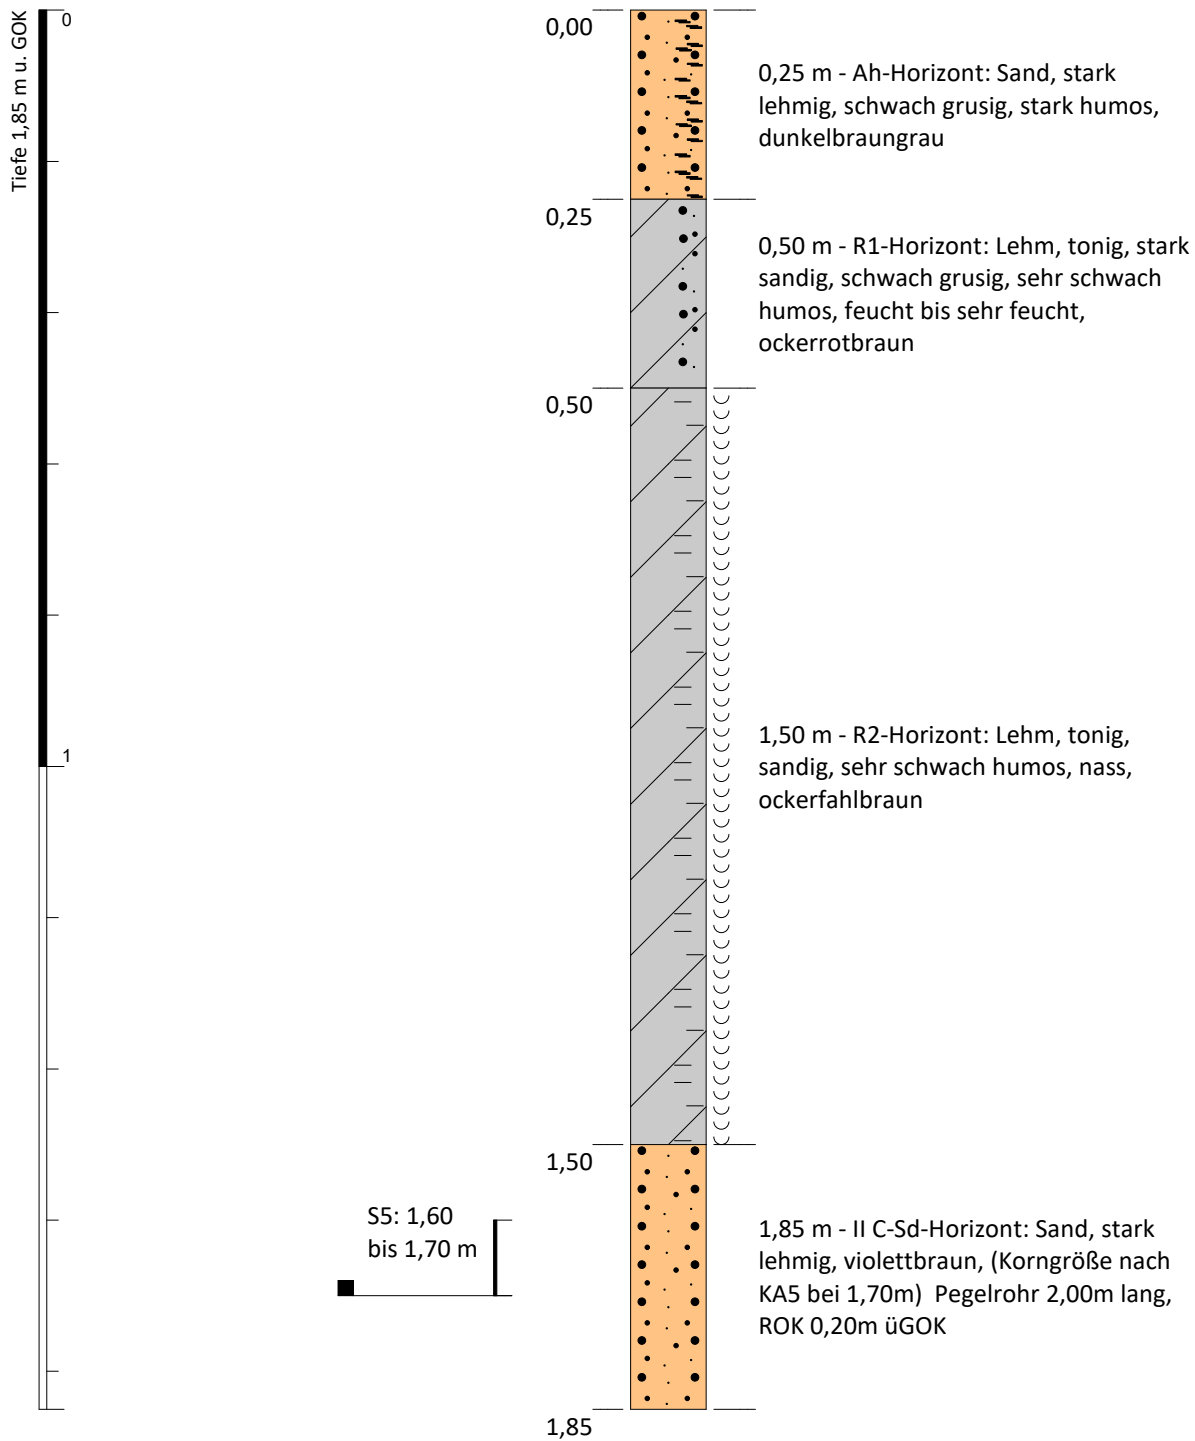 Tiefe 1,85 m u. GOK
0
0,00
0,25 m - Ah-Horizont: Sand, stark
lehmig, schwach grusig, stark humos,
dunkelbraungrau
0,25
0,50 m - R1-Horizont: Lehm, tonig, stark
sandig, schwach grusig, sehr schwach
humos, feucht bis sehr feucht,
ockerrotbraun
0,50
1
1,50 m - R2-Horizont: Lehm, tonig,
sandig, sehr schwach humos, nass,
ockerfahlbraun
1,50
S5: 1,60
bis 1,70 m
1,85 m - II C-Sd-Horizont: Sand, stark
lehmig, violettbraun, (Korngröße nach
KA5 bei 1,70m)  Pegelrohr 2,00m lang,
ROK 0,20m üGOK
1,85